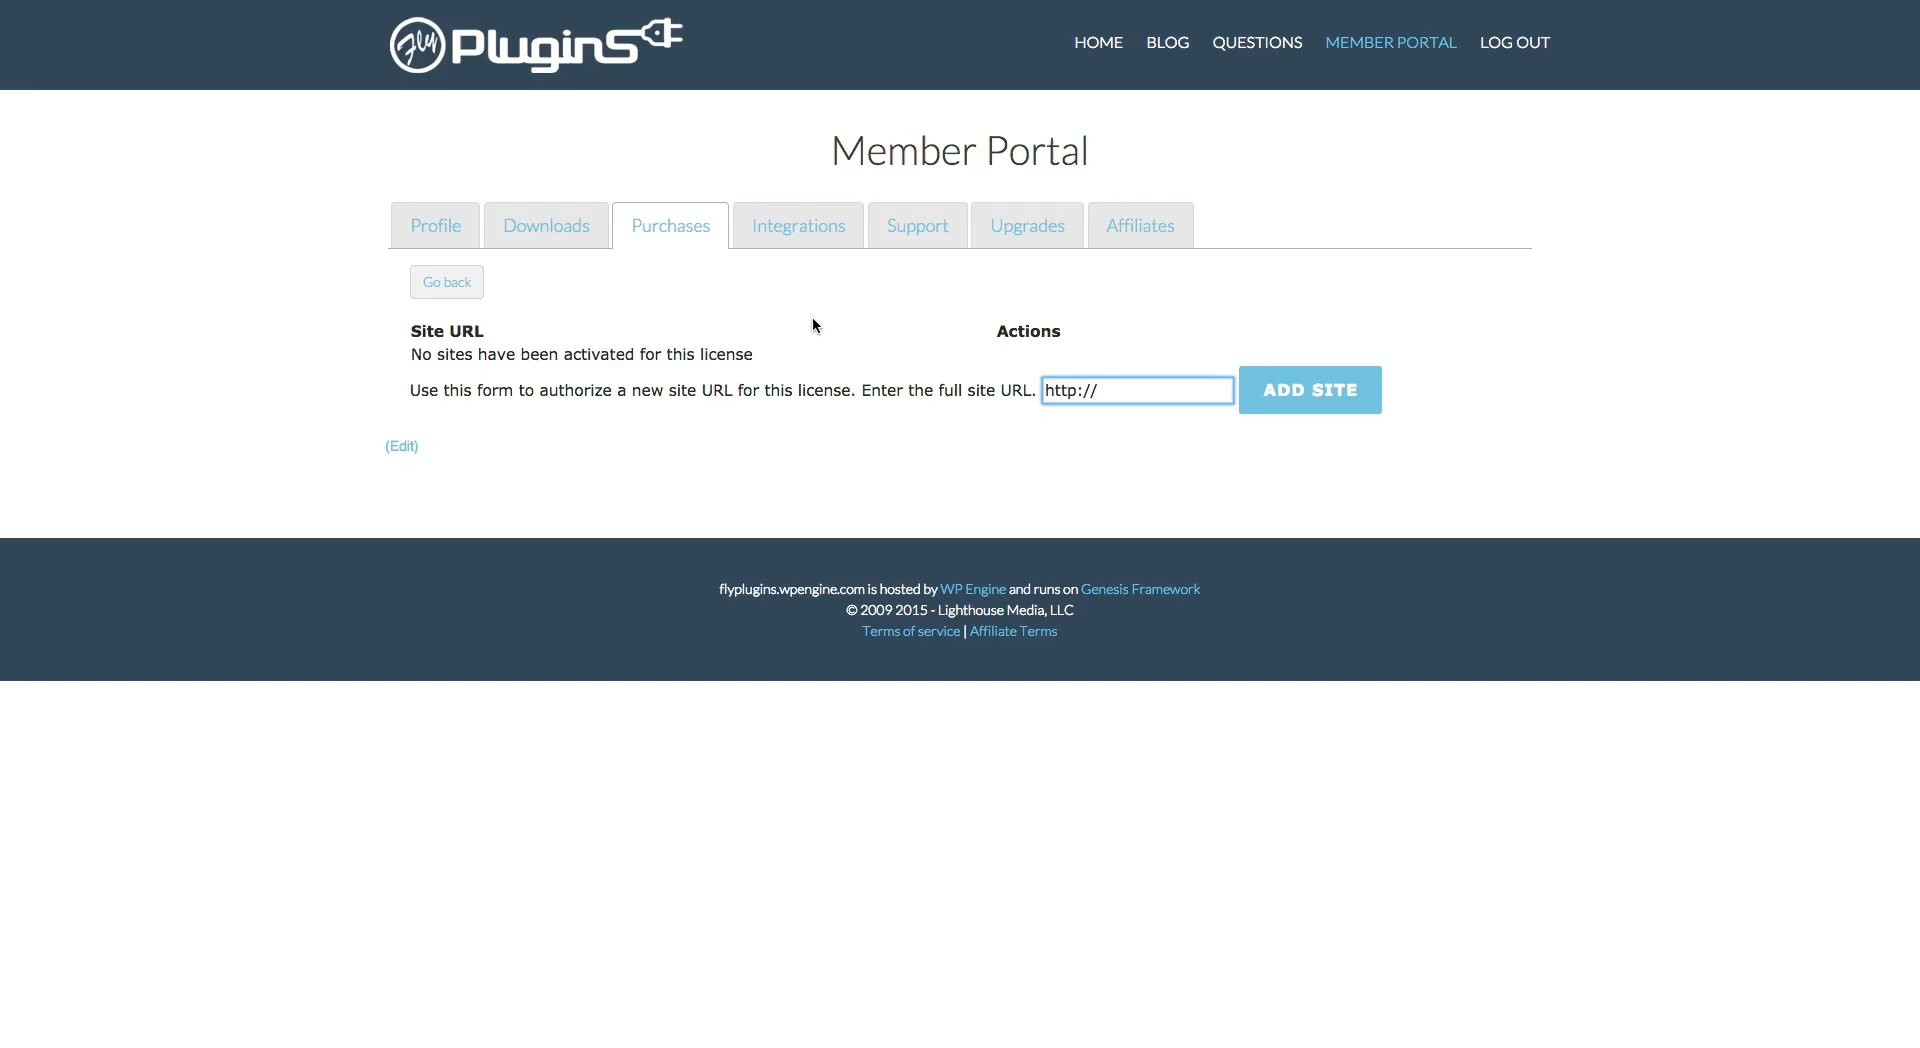 Fly PluginS
HOME BLOG QUESTIONS MEMBER PORTAL LOG OUT
Member Portal
Profile Downloads Purchases Integrations Support Upgrades Affiliates
Go back
Site URL Actions
No sites have been activated for this license
Use this form to authorize a new site URL for this license. Enter the full site URL. http:// ADD SITE
(Edit)
flyplugins.wpengine.com is hosted by WP Engine and runs on Genesis Framework
© 2009 2015 - Lighthouse Media, LLC
Terms of service | Affiliate Terms